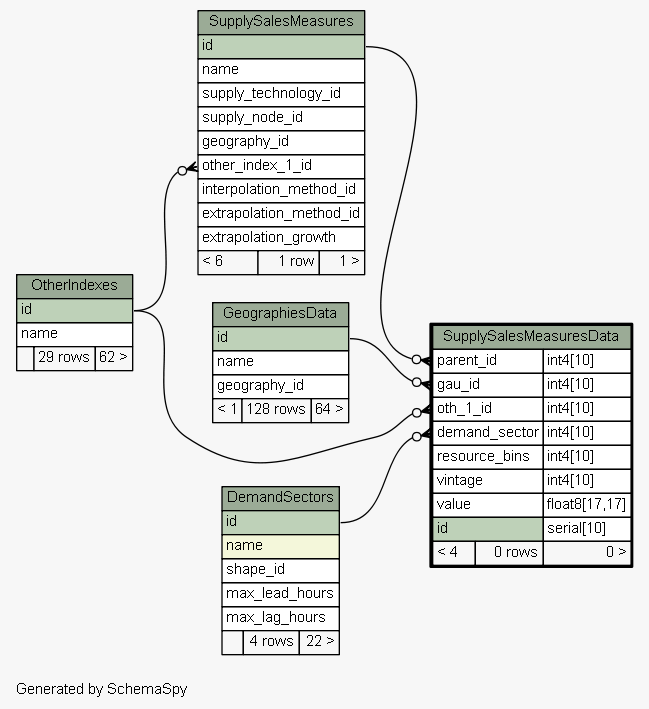 SupplySalesMeasures
id
name
supply_technology_id
supply_node_id
geography_id
other_index_1_id
interpolation_method_id
extrapolation_method_id
extrapolation_growth
< 6 1 row 1 >
OtherIndexes
id
name
29 rows 62 >
GeographiesData
id
name
geography_id
< 1 128 rows 64 >
SupplySalesMeasuresData
parent_id int4[10]
gau_id int4[10]
oth_1_id int4[10]
demand_sector int4[10]
resource_bins int4[10]
vintage int4[10]
value float8[17,17]
id serial[10]
< 4 0 rows 0 >
DemandSectors
id
name
shape_id
max_lead_hours
max_lag_hours
4 rows 22 >
Generated by SchemaSpy